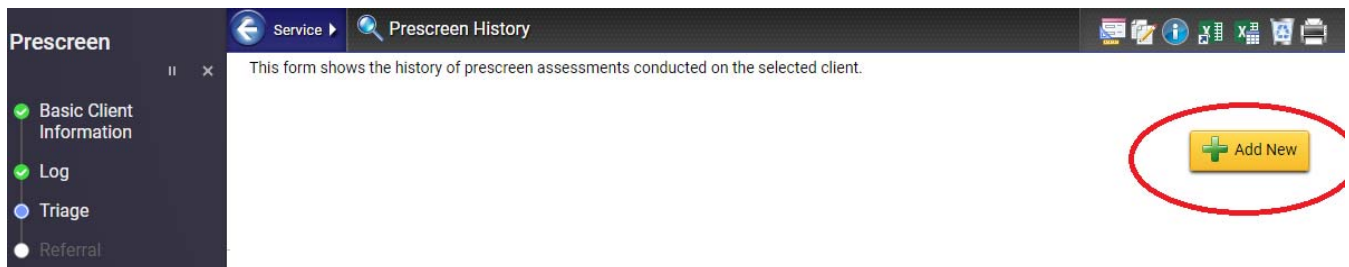 Prescreen
Basic Client
Information
Log
Triage
Referral
Service
Prescreen History
This form shows the history of prescreen assessments conducted on the selected client.
Add New